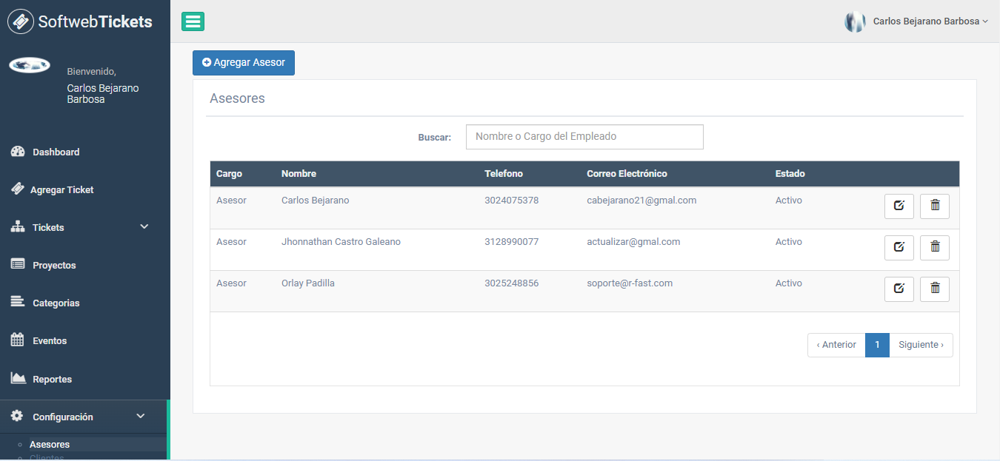 SoftwebTickets
Carlos Bejarano Barbosa
Bienvenido,
Carlos Bejarano
Barbosa
Dashboard
Agregar Ticket
Tickets
Proyectos
Categorias
Eventos
Reportes
Configuración
Asesores
Clientes
Agregar Asesor
Asesores
Buscar: Nombre o Cargo del Empleado
Cargo Nombre Telefono Correo Electrónico Estado
Asesor Carlos Bejarano 3024075378 cabejarano21@gmal.com Activo
Asesor Jhonnathan Castro Galeano 3128990077 actualizar@gmal.com Activo
Asesor Orlay Padilla 3025248856 soporte@r-fast.com Activo
‹ Anterior 1 Siguiente ›